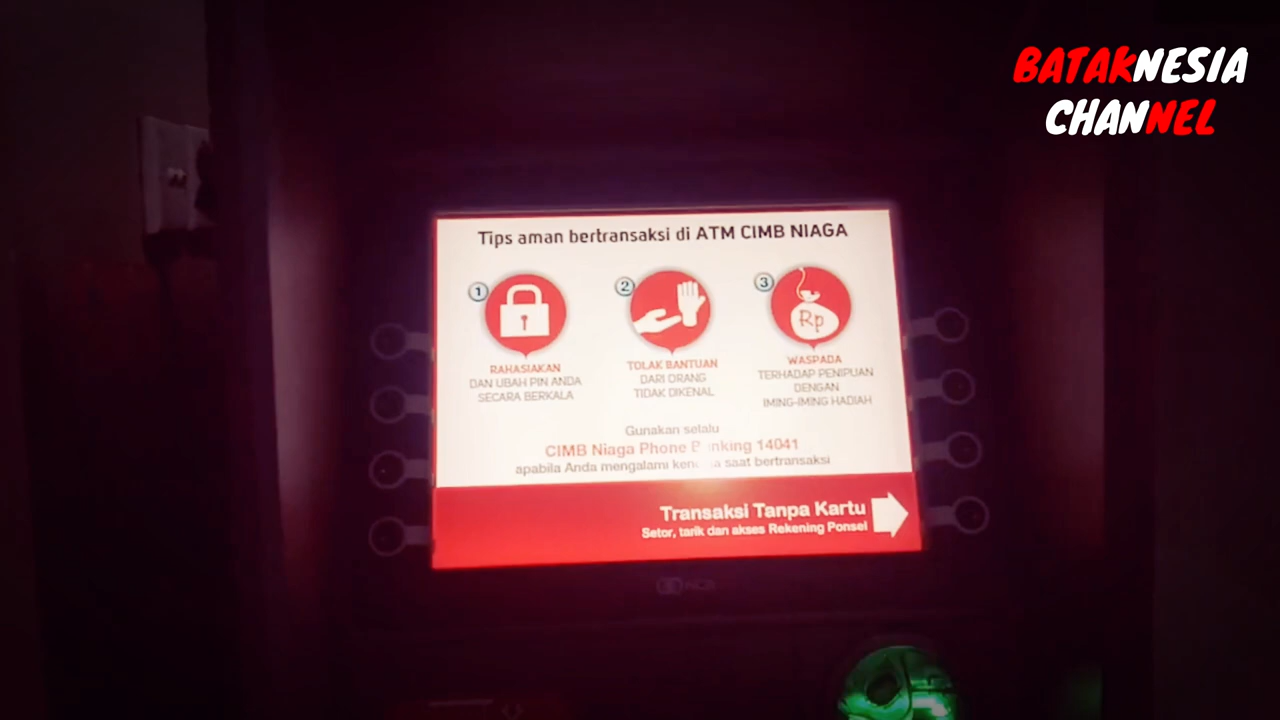 BATAKNESIA
CHANNEL
Tips aman bertransaksi di ATM CIMB NIAGA
1
2
3
RAHASIAKAN
DAN UBAH PIN ANDA
SECARA BERKALA
TOLAK BANTUAN
DARI ORANG
TIDAK DIKENAL
Rp
WASPADA
TERHADAP PENIPUAN
DENGAN
IMING-IMING HADIAH
Gunakan selalu
CIMB Niaga Phone B nking 14041
apabila Anda mengalami saat bertransaksi
Transaksi Tanpa Kartu
Setor, tarik dan akses Rekening Ponsel
NCR